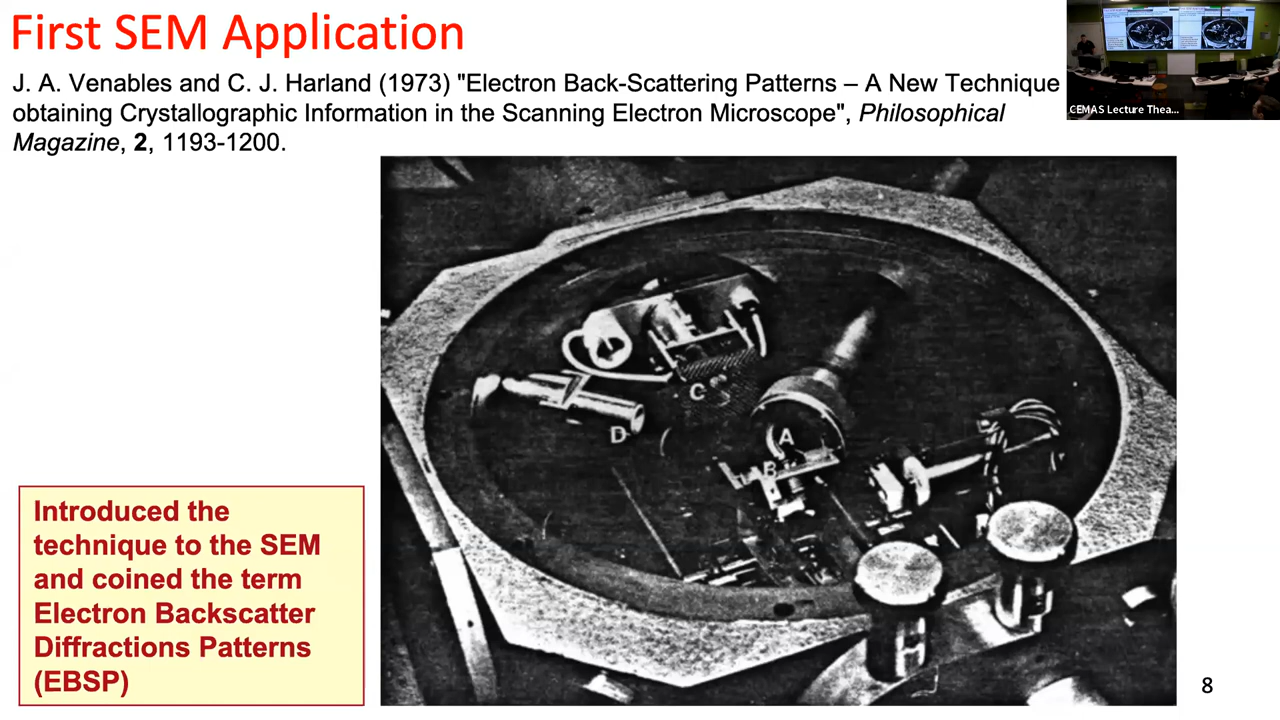 First SEM Application
CEMAS Lecture Thea...
J. A. Venables and C. J. Harland (1973) "Electron Back-Scattering Patterns – A New Technique
obtaining Crystallographic Information in the Scanning Electron Microscope", Philosophical
Magazine, 2, 1193-1200.
C
D
A
B
Introduced the
technique to the SEM
and coined the term
Electron Backscatter
Diffractions Patterns
(EBSP)
8